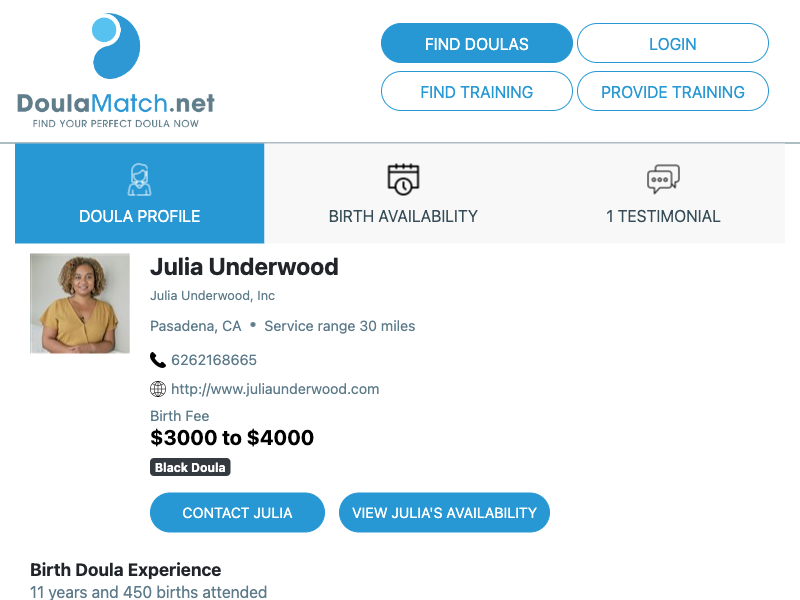 DoulaMatch.net
FIND YOUR PERFECT DOULA NOW
FIND DOULAS
LOGIN
FIND TRAINING
PROVIDE TRAINING
DOULA PROFILE
BIRTH AVAILABILITY
1 TESTIMONIAL
Julia Underwood
Julia Underwood, Inc
Pasadena, CA • Service range 30 miles
6262168665
http://www.juliaunderwood.com
Birth Fee
$3000 to $4000
Black Doula
CONTACT JULIA
VIEW JULIA'S AVAILABILITY
Birth Doula Experience
11 years and 450 births attended